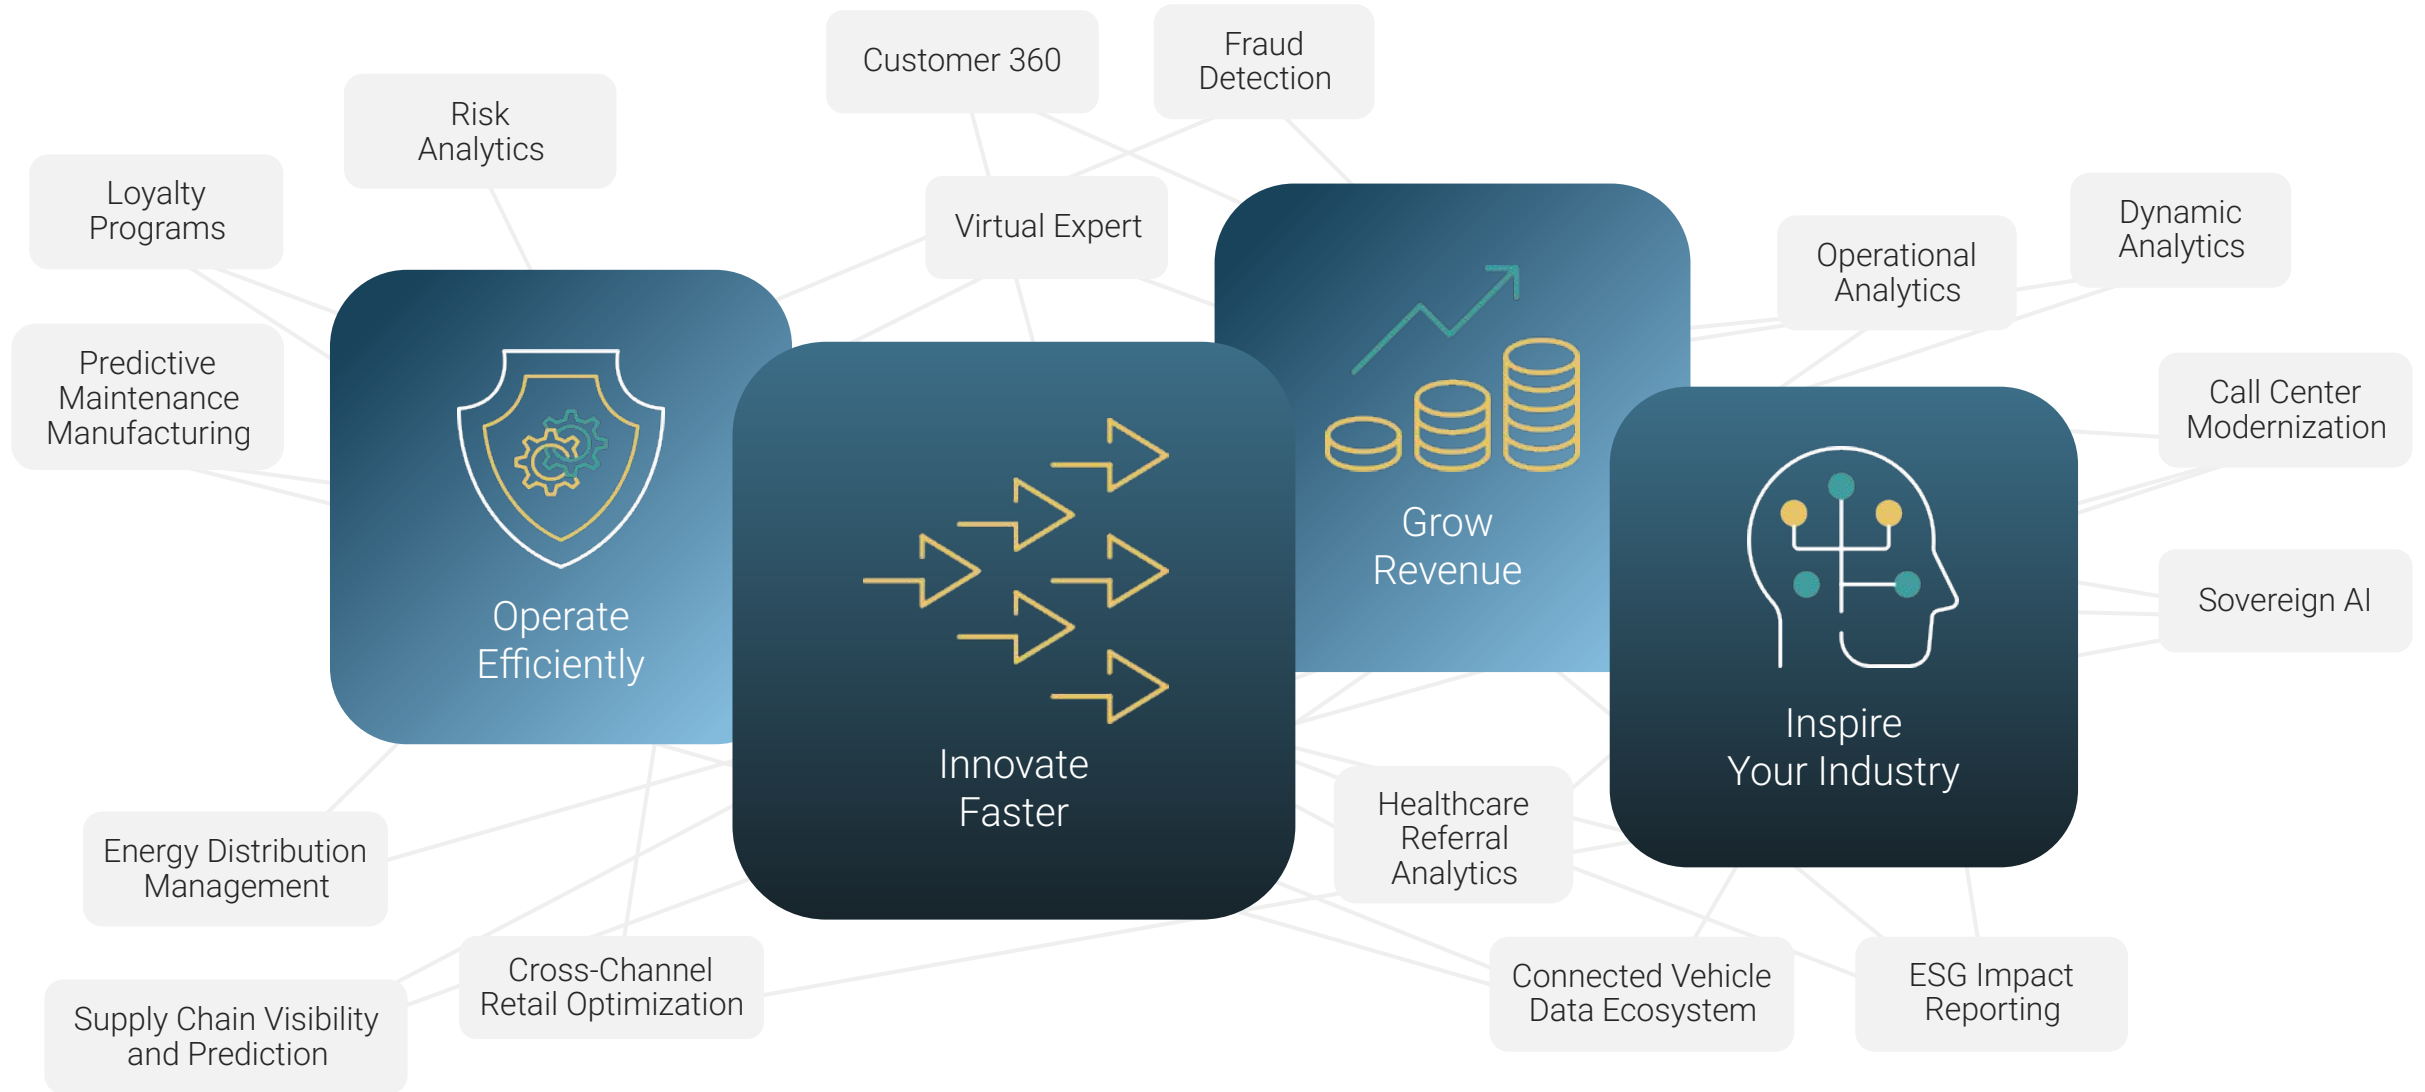 Customer 360
Fraud
Detection
Risk
Analytics
Loyalty
Programs
Virtual Expert
Dynamic
Analytics
Operational
Analytics
Predictive
Maintenance
Manufacturing
Call Center
Modernization
Operate
Efficiently
Innovate
Faster
Grow
Revenue
Inspire
Your Industry
Sovereign AI
Energy Distribution
Management
Healthcare
Referral
Analytics
Supply Chain Visibility
and Prediction
Cross-Channel
Retail Optimization
Connected Vehicle
Data Ecosystem
ESG Impact
Reporting